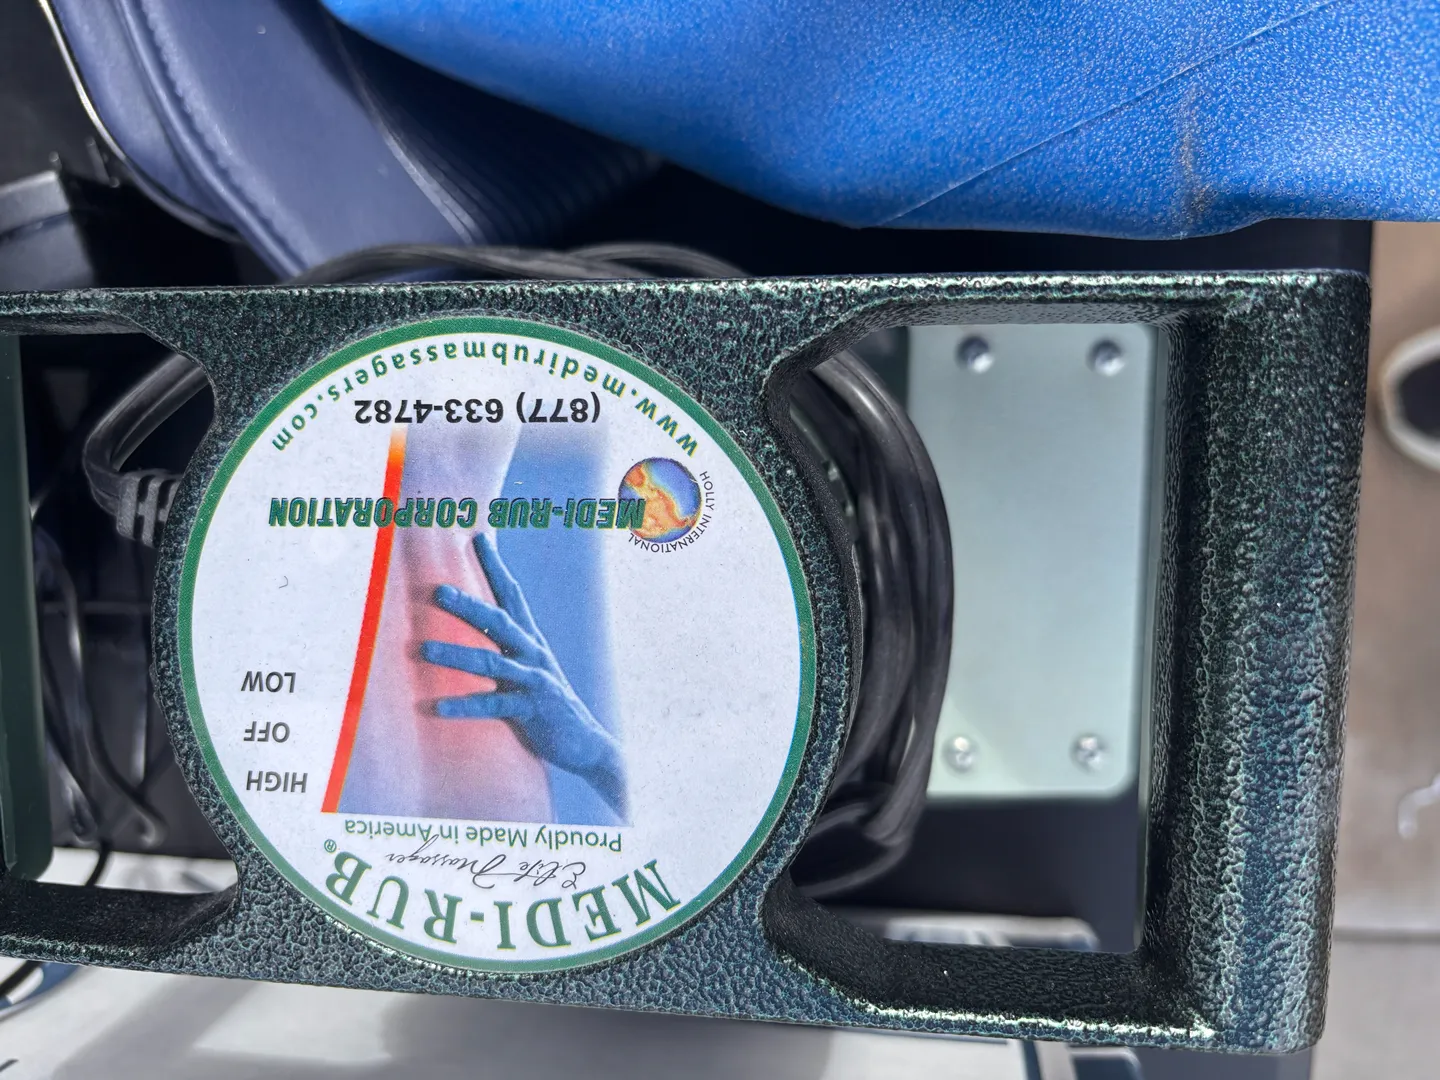 MEDI-RUB®
Elite Massager
Proudly Made in America
HIGH
OFF
LOW
MEDI-RUB CORPORATION
HOLLY INTERNATIONAL
(877) 633-4782
www.medirubmassagers.com